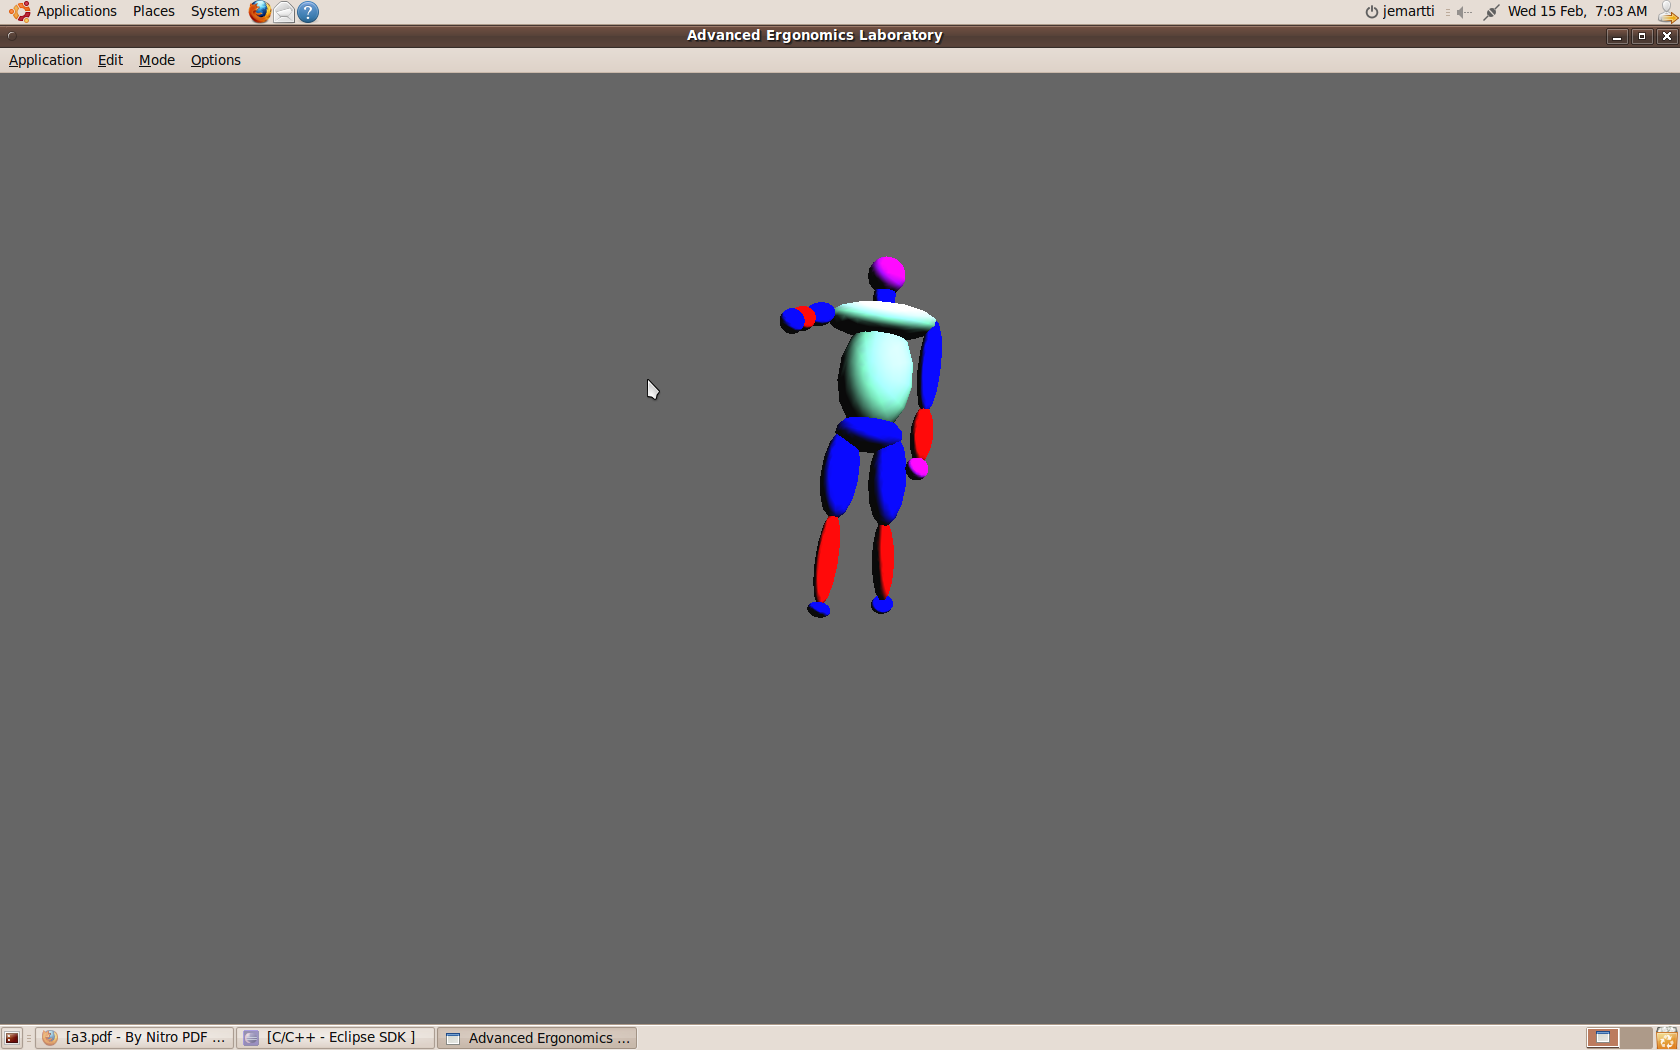 Applications Places System ? jemartti Wed 15 Feb, 7:03 AM
Advanced Ergonomics Laboratory
Application Edit Mode Options
[a3.pdf - By Nitro PDF ... [C/C++ - Eclipse SDK ] Advanced Ergonomics ...